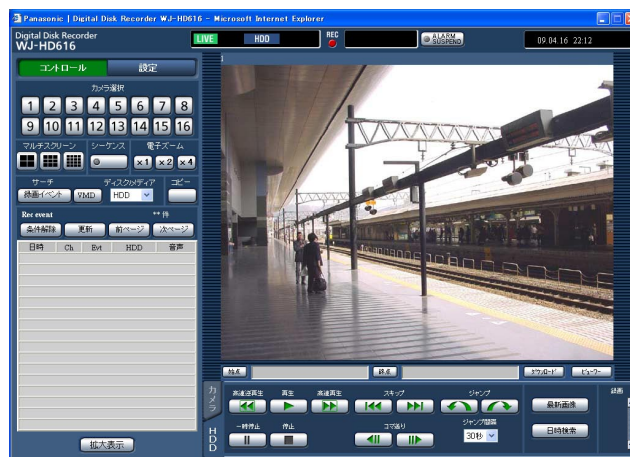 Panasonic | Digital Disk Recorder WJ-HD616 - Microsoft Internet Explorer
Digital Disk Recorder
WJ-HD616
LIVE
HDD
REC
ALARM
SUSPEND
09.04.16 22:12
コントロール
設定
カメラ選択
1 2 3 4 5 6 7 8
9 10 11 12 13 14 15 16
マルチスクリーン
シーケンス
電子ズーム
x1 x2 x4
サーチ
ディスク/メディア
コピー
録画イベント
VMD
HDD
Rec event
** 件
条件解除
更新
前ページ
次ページ
日時 Ch Evt HDD 音声
拡大表示
1
始点
終点
ダウンロード
ビューワー
カメラ
HDD
高速逆再生
再生
高速再生
スキップ
ジャンプ
最新画像
録画
一時停止
停止
コマ送り
ジャンプ間隔
30秒
日時検索